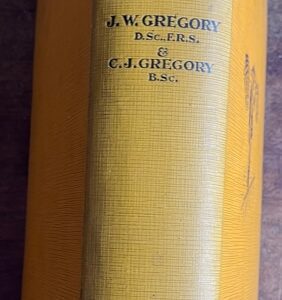 J.W. GREGORY
D.Sc., F.R.S.
&
C.J. GREGORY
B.Sc.